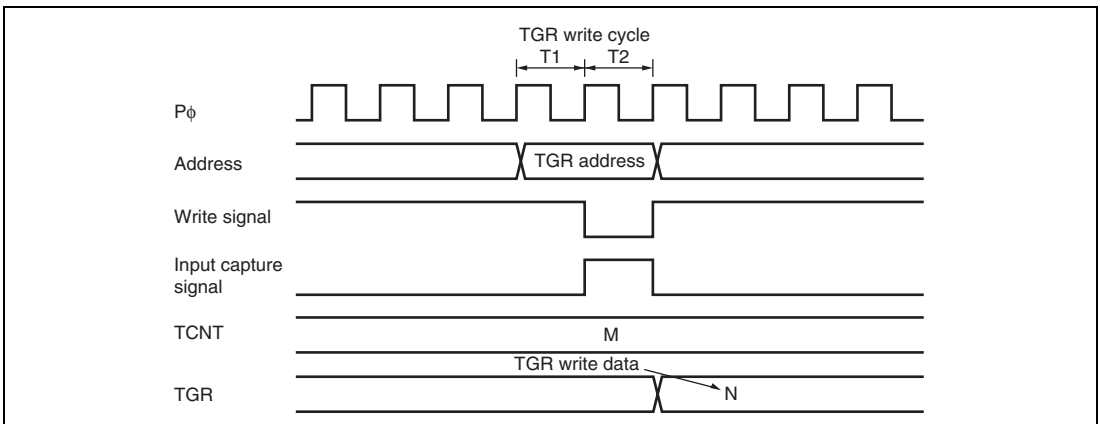 TGR write cycle
T1 T2
Pϕ
Address TGR address
Write signal
Input capture
signal
TCNT M
TGR write data
TGR N